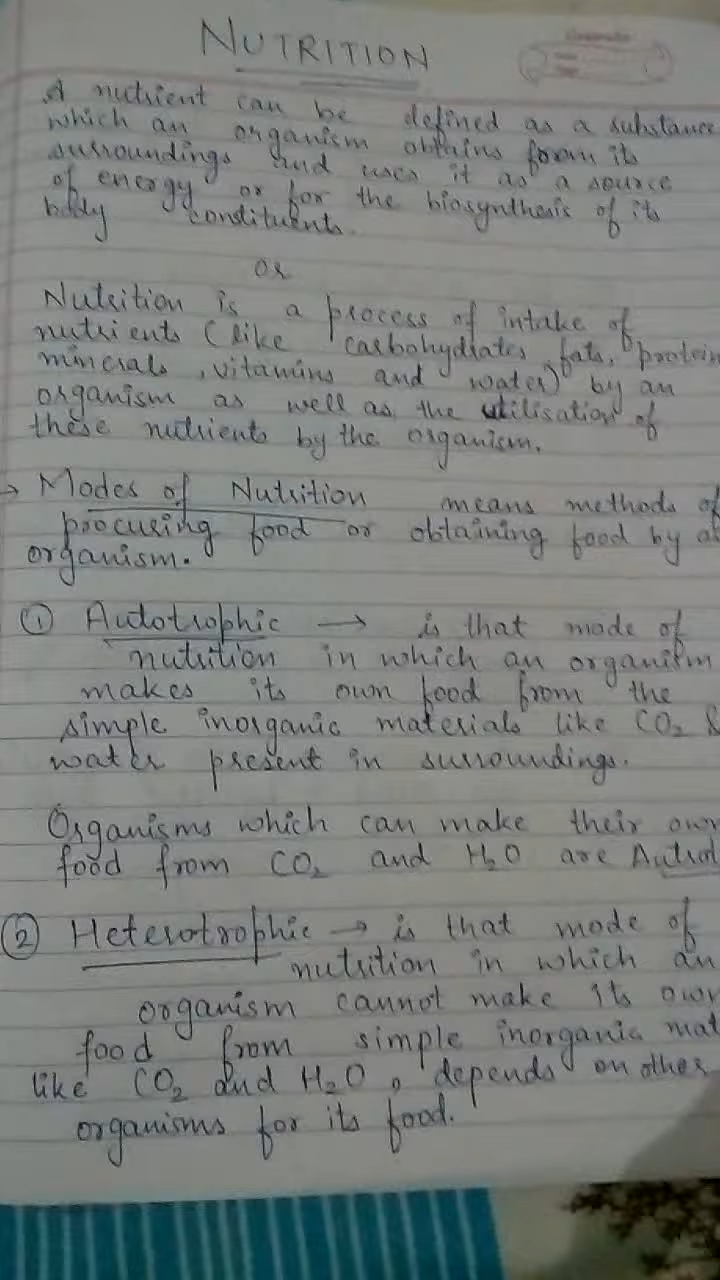 NUTRITION
A nutrient can be defined as a substance
which an organism obtains from its
surroundings and uses it as a source
of energy or for the biosynthesis of its
body constituents.
or
Nutrition is a process of intake of
nutrients (like carbohydrates, fats, protein
minerals, vitamins and water) by an
organism as well as the utilisation of
these nutrients by the organism.
→ Modes of Nutrition means methods of
procuring food or obtaining food by a
organism.
① Autotrophic → is that mode of
nutrition in which an organism
makes its own food from the
simple inorganic materials like CO₂ &
water present in surroundings.
Organisms which can make their own
food from CO₂ and H₂O are Autot
② Heterotrophic → is that mode of
nutrition in which an
organism cannot make its own
food from simple inorganic mat
like CO₂ and H₂O, depends on other
organisms for its food.